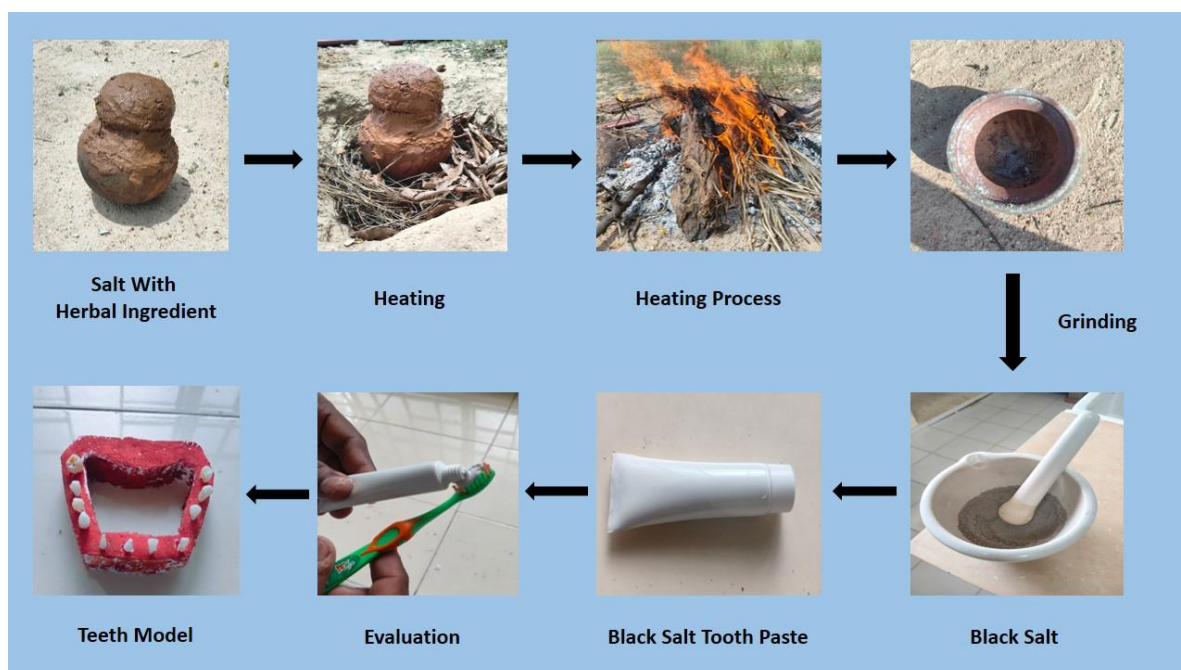 Salt With
Herbal Ingredient
Heating
Heating Process
Grinding
Teeth Model
Evaluation
Black Salt Tooth Paste
Black Salt